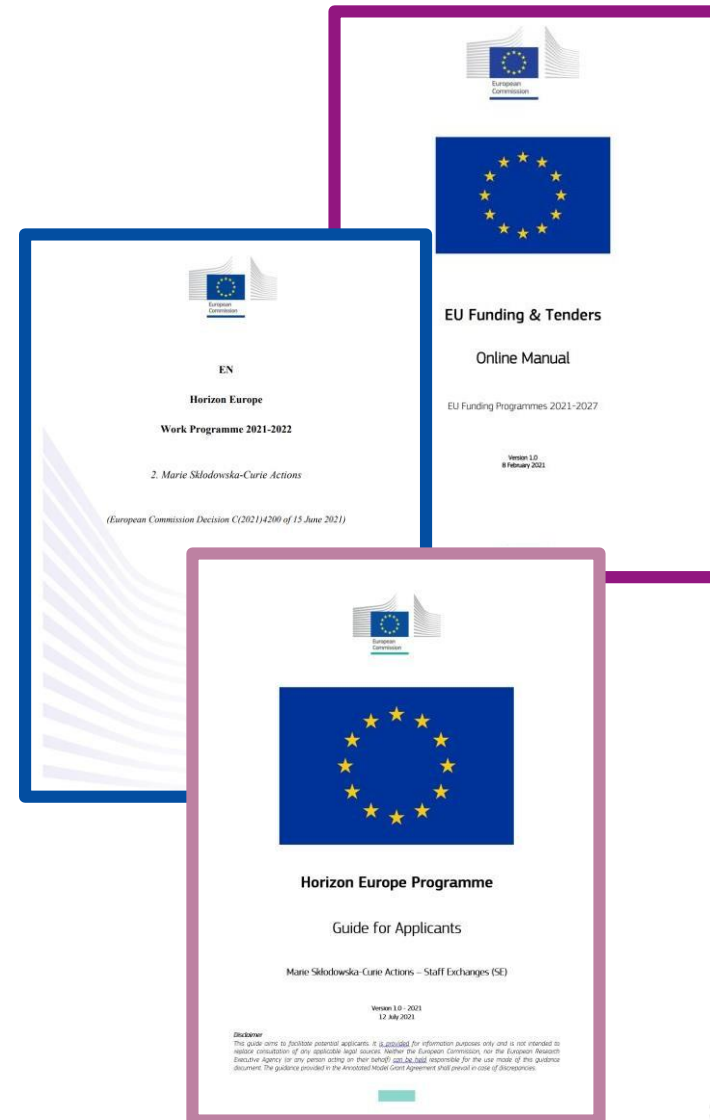 European
Commission
EU Funding & Tenders
Online Manual
EU Funding Programmes 2021-2027
Version 1.0
8 February 2021
European
Commission
EN
Horizon Europe
Work Programme 2021-2022
2. Marie Skłodowska-Curie Actions
(European Commission Decision C(2021)4200 of 15 June 2021)
European
Commission
Horizon Europe Programme
Guide for Applicants
Marie Skłodowska-Curie Actions – Staff Exchanges (SE)
Version 1.0 - 2021
12 July 2021
Disclaimer
This guide aims to facilitate potential applicants. It is provided for information purposes only and is not intended to
replace consultation of any applicable legal sources. Neither the European Commission, nor the European Research
Executive Agency (or any person acting on their behalf) can be held responsible for the use made of this guidance
document. The guidance provided in the Annotated Model Grant Agreement shall prevail in case of discrepancies.